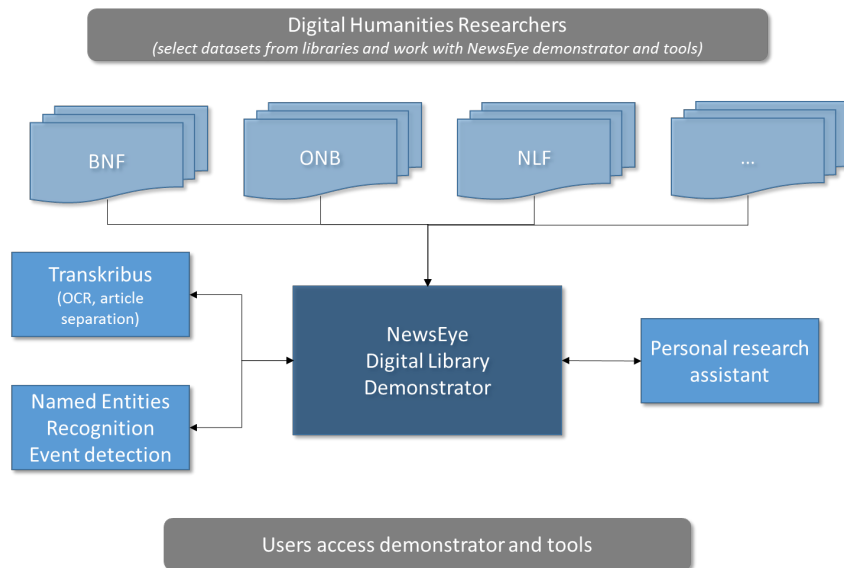 Digital Humanities Researchers
(select datasets from libraries and work with NewsEye demonstrator and tools)
BNF
ONB
NLF
...
Transkribus
(OCR, article
separation)
NewsEye
Digital Library
Demonstrator
Personal research
assistant
Named Entities
Recognition
Event detection
Users access demonstrator and tools